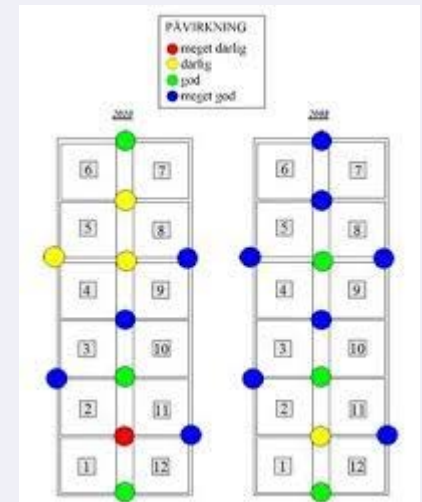 PÅVIRKNING
meget dårlig
dårlig
god
meget god
6 7 6 7
5 8 5 8
4 9 4 9
3 10 3 10
2 11 2 11
1 12 1 12